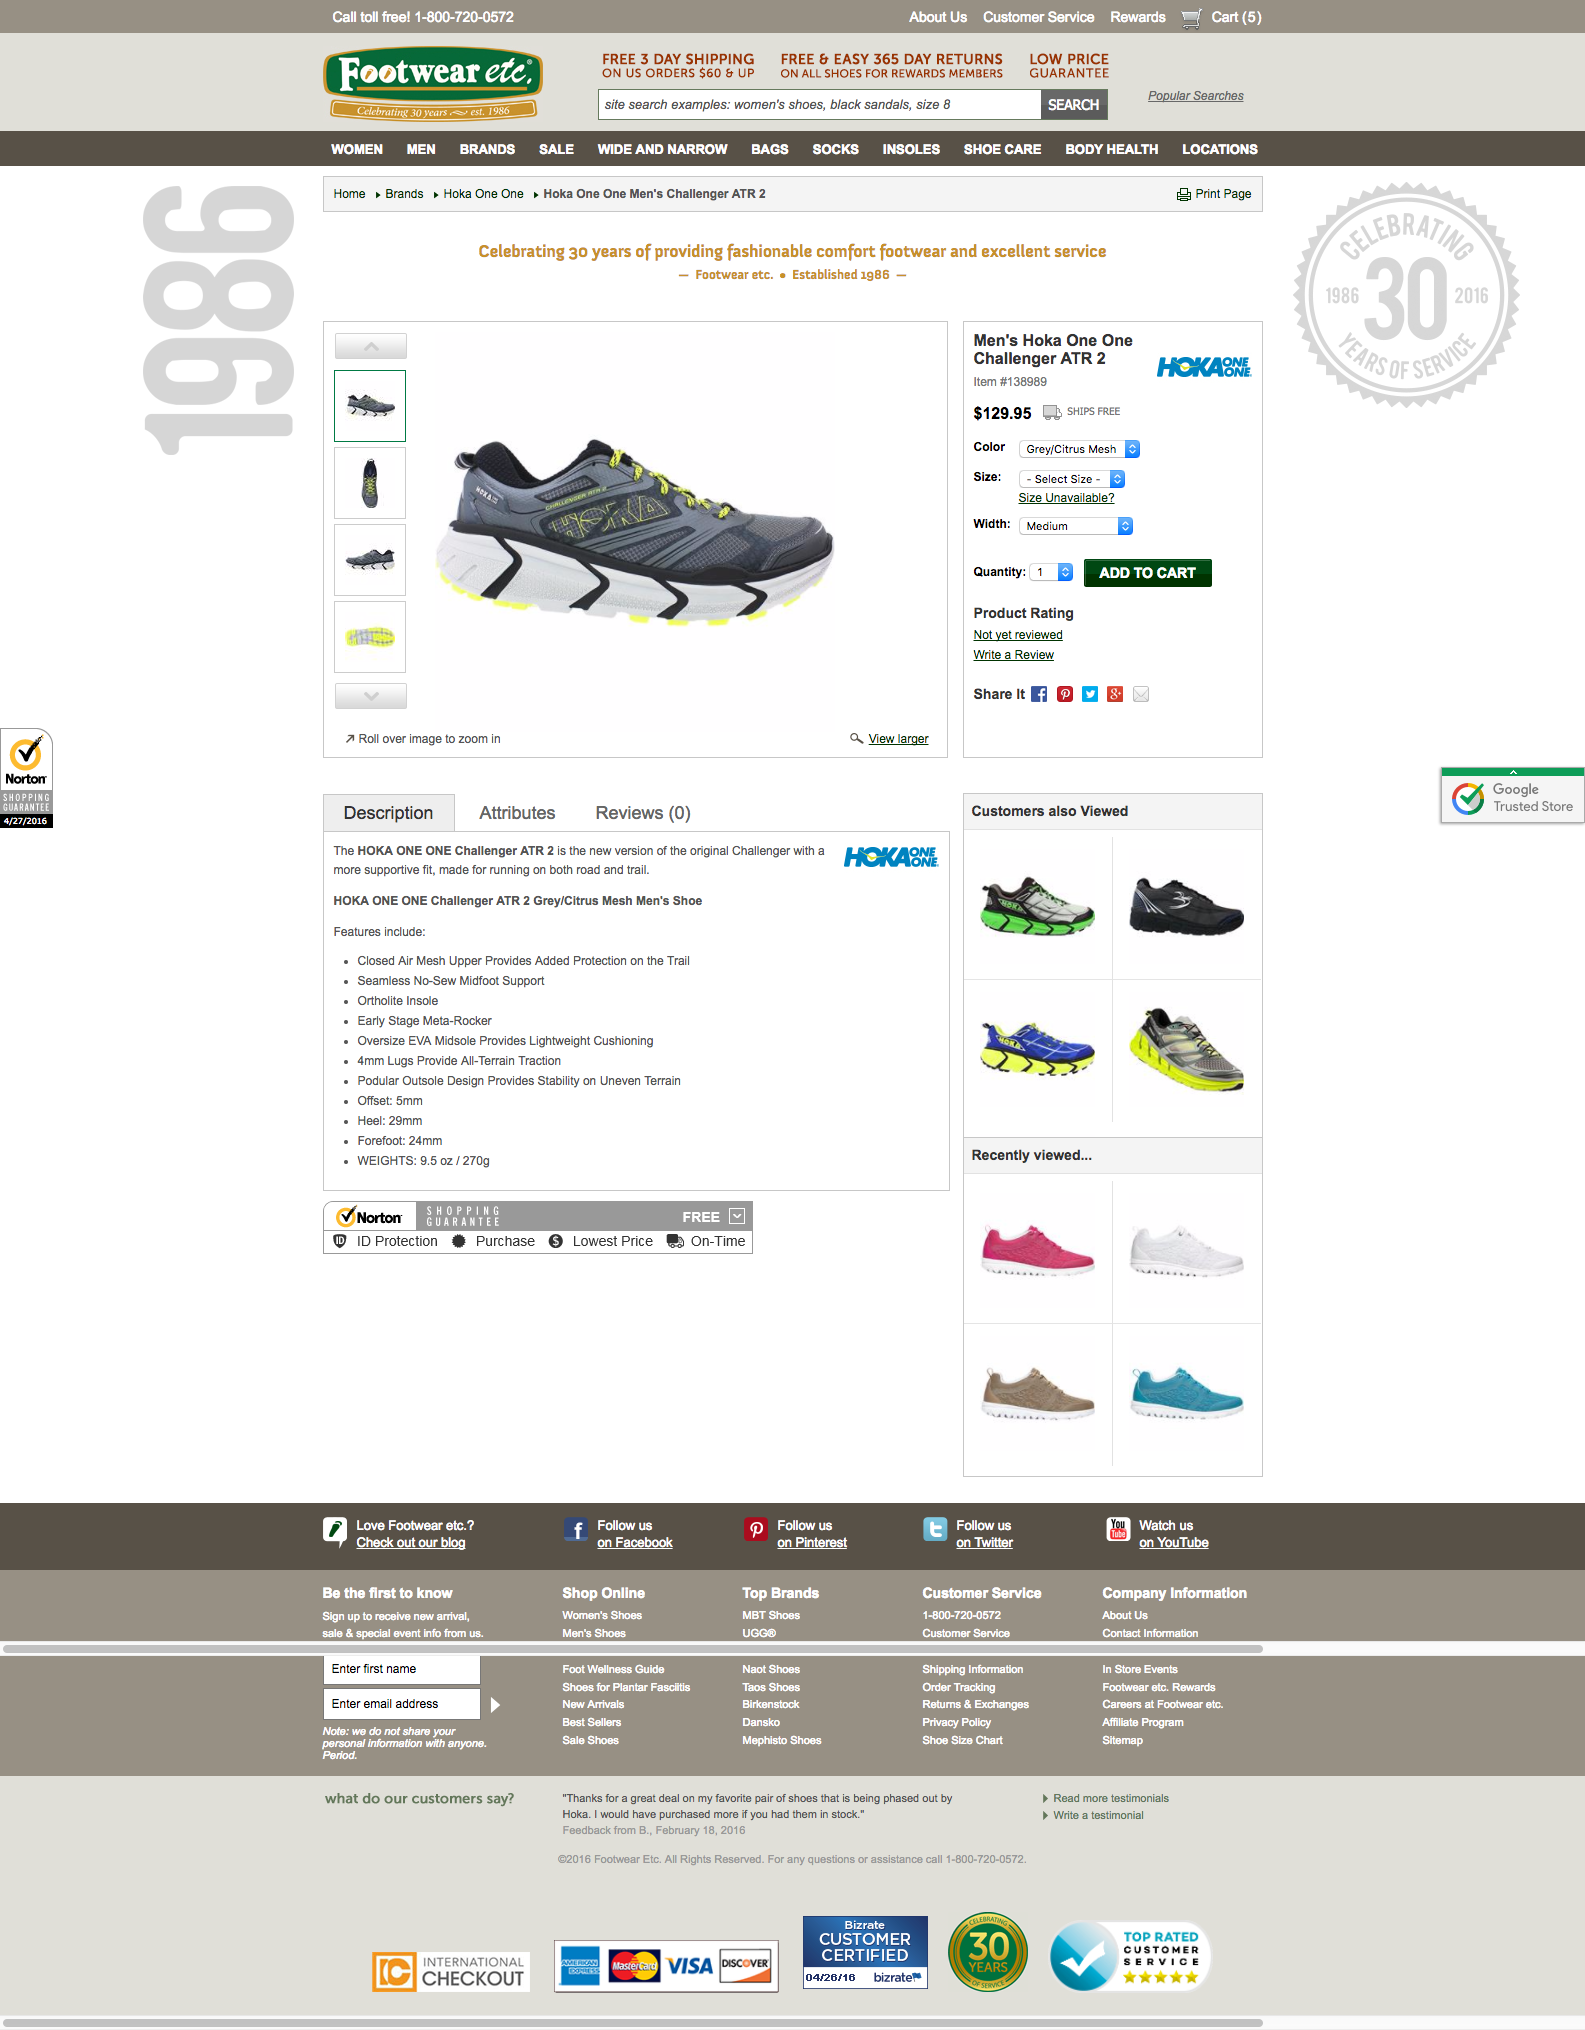 Call toll free! 1-800-720-0572
About Us Customer Service Rewards Cart (5)
Footwear etc.
Celebrating 30 years est. 1986
FREE 3 DAY SHIPPING
ON US ORDERS $60 & UP
FREE & EASY 365 DAY RETURNS
ON ALL SHOES FOR REWARDS MEMBERS
LOW PRICE
GUARANTEE
site search examples: women's shoes, black sandals, size 8
SEARCH
Popular Searches
WOMEN MEN BRANDS SALE WIDE AND NARROW BAGS SOCKS INSOLES SHOE CARE BODY HEALTH LOCATIONS
Home Brands Hoka One One Hoka One One Men's Challenger ATR 2
Print Page
1986
CELEBRATING
1986 30 2016
YEARS OF SERVICE
Celebrating 30 years of providing fashionable comfort footwear and excellent service
— Footwear etc. • Established 1986 —
HOKA
CHALLENGER ATR 2
HOKA
Roll over image to zoom in
View larger
Men's Hoka One One
Challenger ATR 2
HOKA ONE ONE
Item #138989
$129.95 SHIPS FREE
Color Grey/Citrus Mesh
Size: - Select Size -
Size Unavailable?
Width: Medium
Quantity: 1 ADD TO CART
Product Rating
Not yet reviewed
Write a Review
Share It
Norton
SHOPPING
GUARANTEE
4/27/2016
Google
Trusted Store
Description Attributes Reviews (0)
The HOKA ONE ONE Challenger ATR 2 is the new version of the original Challenger with a
more supportive fit, made for running on both road and trail.
HOKA ONE ONE
HOKA ONE ONE Challenger ATR 2 Grey/Citrus Mesh Men's Shoe
Features include:
• Closed Air Mesh Upper Provides Added Protection on the Trail
• Seamless No-Sew Midfoot Support
• Ortholite Insole
• Early Stage Meta-Rocker
• Oversize EVA Midsole Provides Lightweight Cushioning
• 4mm Lugs Provide All-Terrain Traction
• Podular Outsole Design Provides Stability on Uneven Terrain
• Offset: 5mm
• Heel: 29mm
• Forefoot: 24mm
• WEIGHTS: 9.5 oz / 270g
Norton SHOPPING GUARANTEE FREE
ID Protection Purchase Lowest Price On-Time
Customers also Viewed
HOKA
HOKA
Recently viewed...
Love Footwear etc.?
Check out our blog
Follow us
on Facebook
Follow us
on Pinterest
Follow us
on Twitter
You Tube
Watch us
on YouTube
Be the first to know
Sign up to receive new arrival,
sale & special event info from us.
Enter first name
Enter email address
Note: we do not share your
personal information with anyone.
Period.
Shop Online
Women's Shoes
Men's Shoes
Foot Wellness Guide
Shoes for Plantar Fasciitis
New Arrivals
Best Sellers
Sale Shoes
Top Brands
MBT Shoes
UGG®
Naot Shoes
Taos Shoes
Birkenstock
Dansko
Mephisto Shoes
Customer Service
1-800-720-0572
Customer Service
Shipping Information
Order Tracking
Returns & Exchanges
Privacy Policy
Shoe Size Chart
Company Information
About Us
Contact Information
In Store Events
Footwear etc. Rewards
Careers at Footwear etc.
Affiliate Program
Sitemap
what do our customers say?
"Thanks for a great deal on my favorite pair of shoes that is being phased out by
Hoka. I would have purchased more if you had them in stock."
Feedback from B., February 18, 2016
Read more testimonials
Write a testimonial
©2016 Footwear Etc. All Rights Reserved. For any questions or assistance call 1-800-720-0572.
IC INTERNATIONAL
CHECKOUT
AMERICAN EXPRESS
MasterCard
VISA
DISCOVER
Bizrate
CUSTOMER
CERTIFIED
04/26/16 bizrate
CELEBRATING
30
YEARS
OF SERVICE
TOP RATED
CUSTOMER
SERVICE